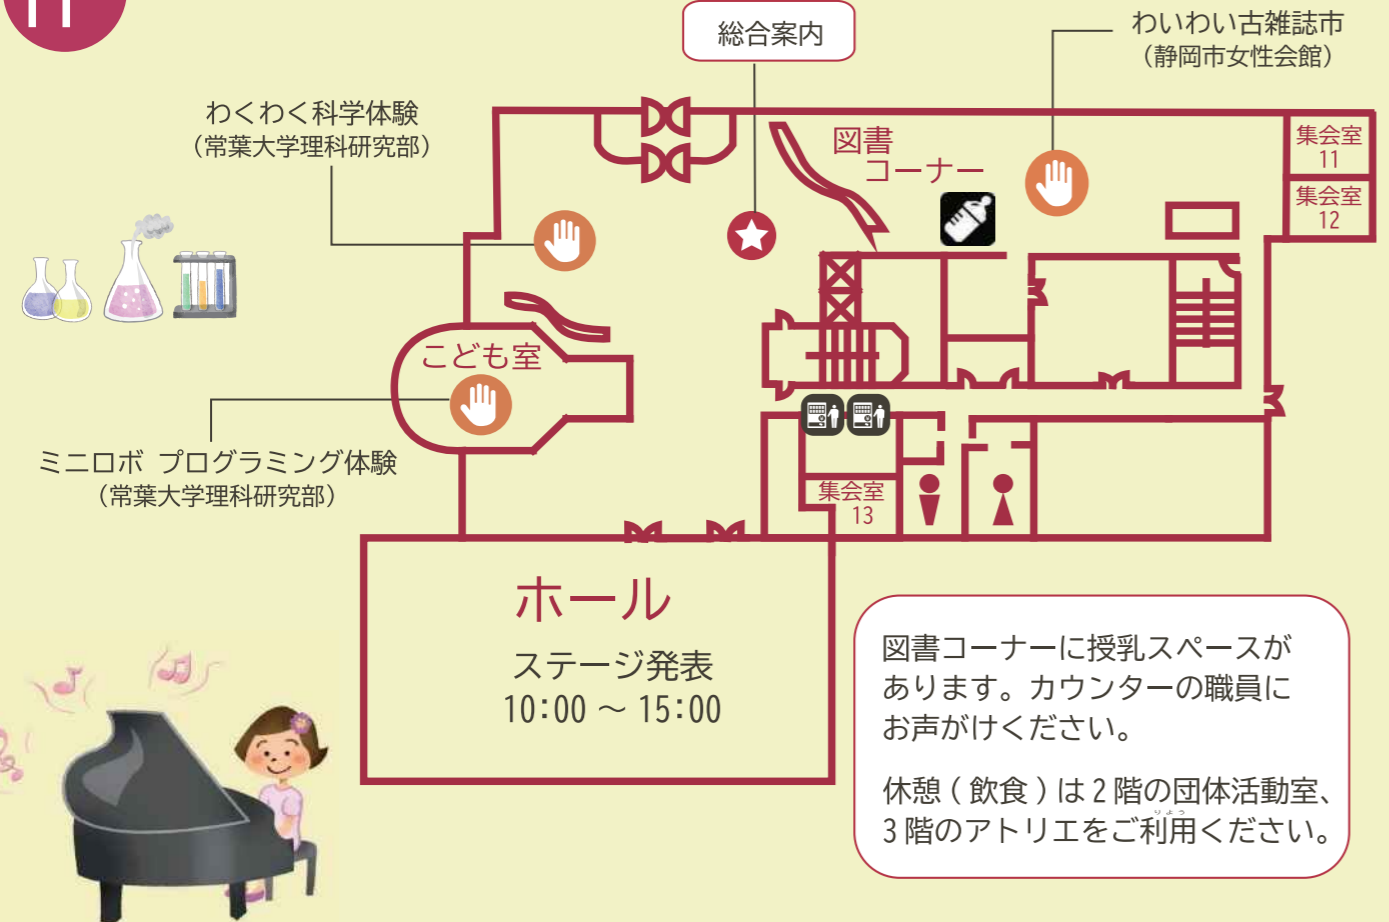 総合案内
わいわい古雑誌市
（静岡市女性会館）
わくわく科学体験
（常葉大学理科研究部）
図書
コーナー
集会室
11
集会室
12
こども室
ミニロボ プログラミング体験
（常葉大学理科研究部）
集会室
13
ホール
ステージ発表
10:00 ～ 15:00
図書コーナーに授乳スペースが
あります。カウンターの職員に
お声がけください。
休憩 ( 飲食 ) は 2 階の団体活動室、
りよう
3 階のアトリエをご利用ください。